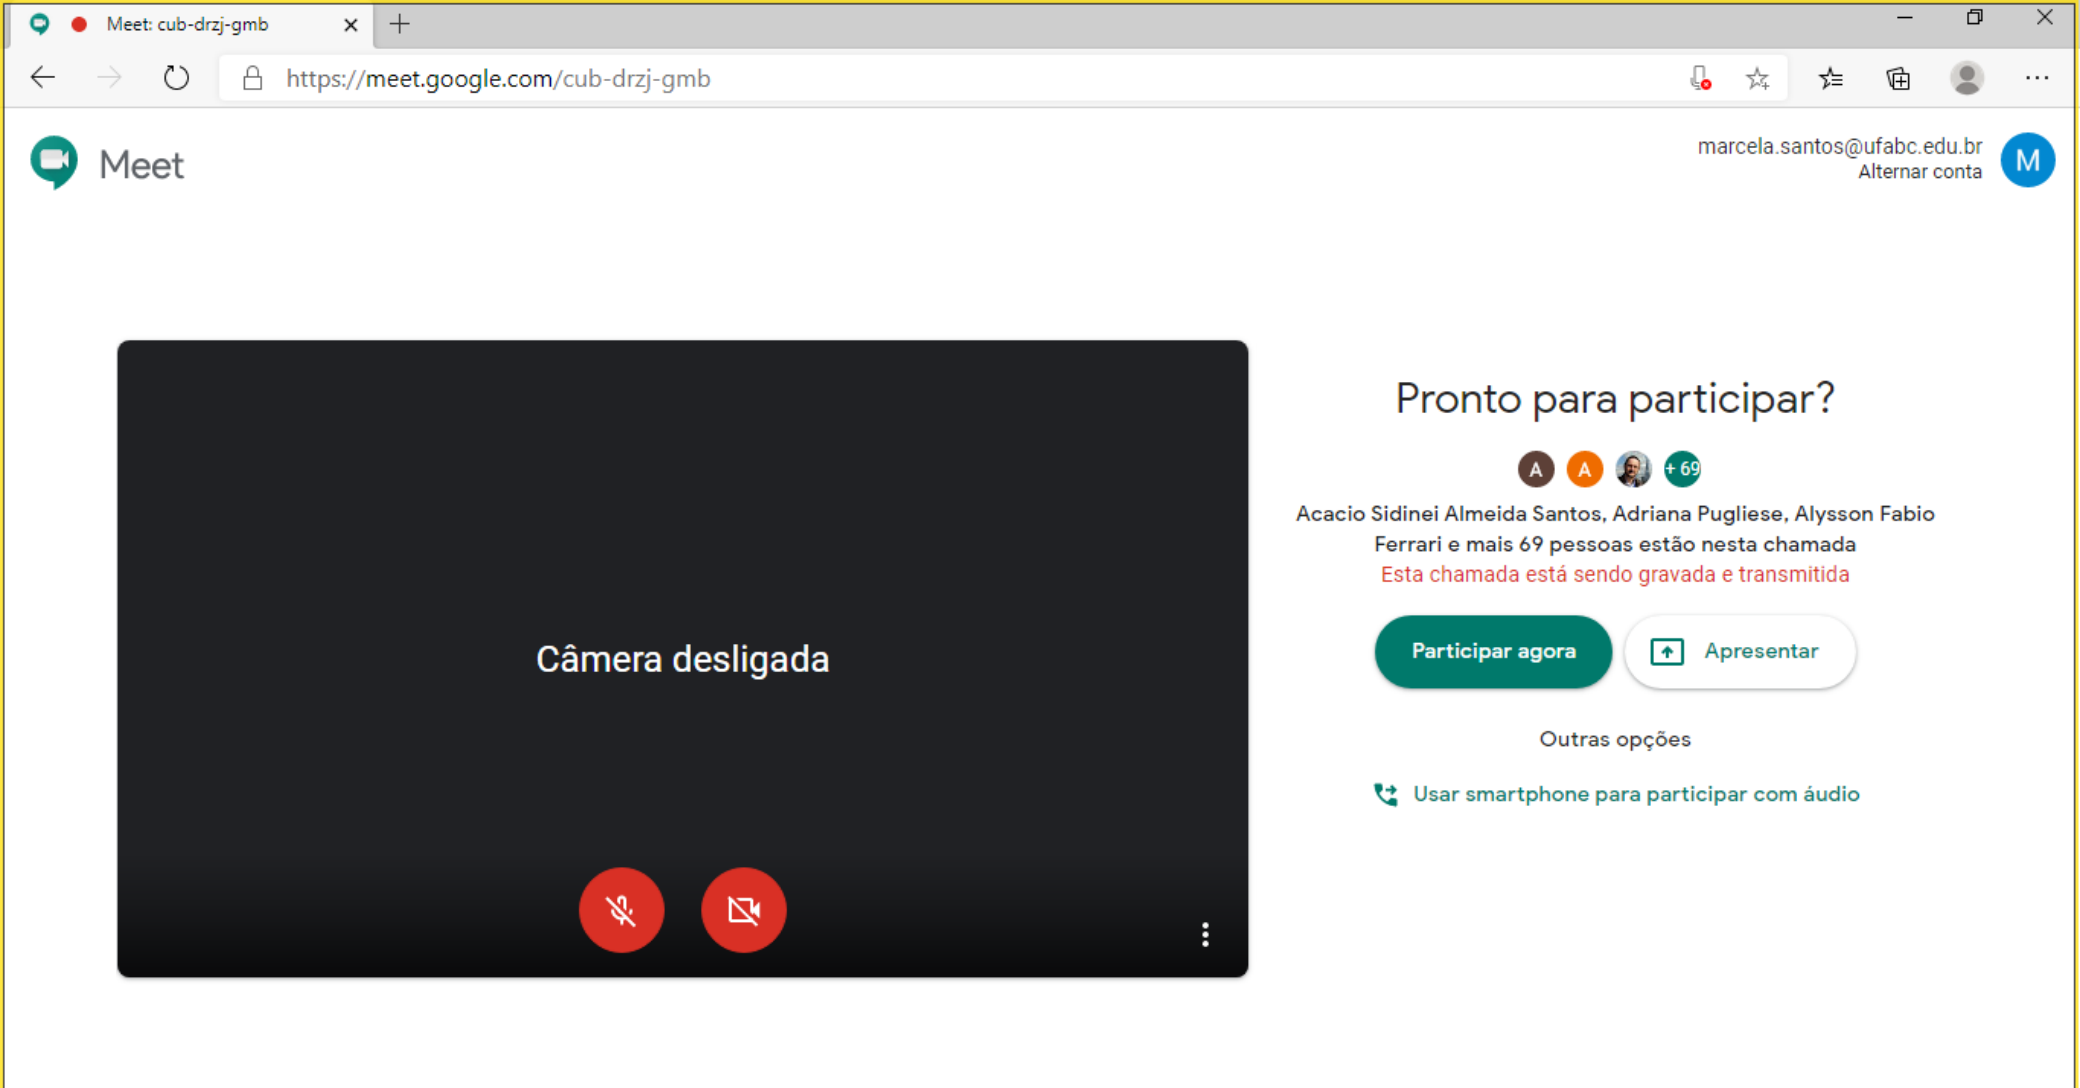 Meet: cub-drzj-gmb
https://meet.google.com/cub-drzj-gmb
Meet
marcela.santos@ufabc.edu.br
Alternar conta
M
Pronto para participar?
A A + 69
Acacio Sidinei Almeida Santos, Adriana Pugliese, Alysson Fabio
Ferrari e mais 69 pessoas estão nesta chamada
Esta chamada está sendo gravada e transmitida
Câmera desligada
Participar agora
Apresentar
Outras opções
Usar smartphone para participar com áudio